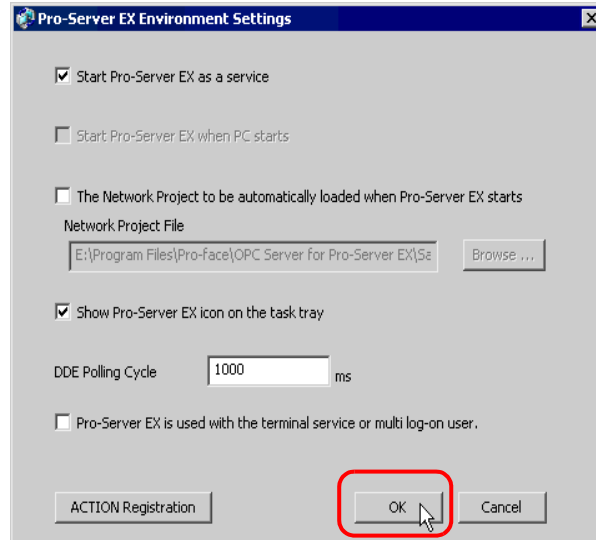 Pro-Server EX Environment Settings
Start Pro-Server EX as a service
Start Pro-Server EX when PC starts
The Network Project to be automatically loaded when Pro-Server EX starts
Network Project File
E:\Program Files\Pro-face\OPC Server for Pro-Server EX\Sa
Browse ...
Show Pro-Server EX icon on the task tray
DDE Polling Cycle 1000 ms
Pro-Server EX is used with the terminal service or multi log-on user.
ACTION Registration OK Cancel